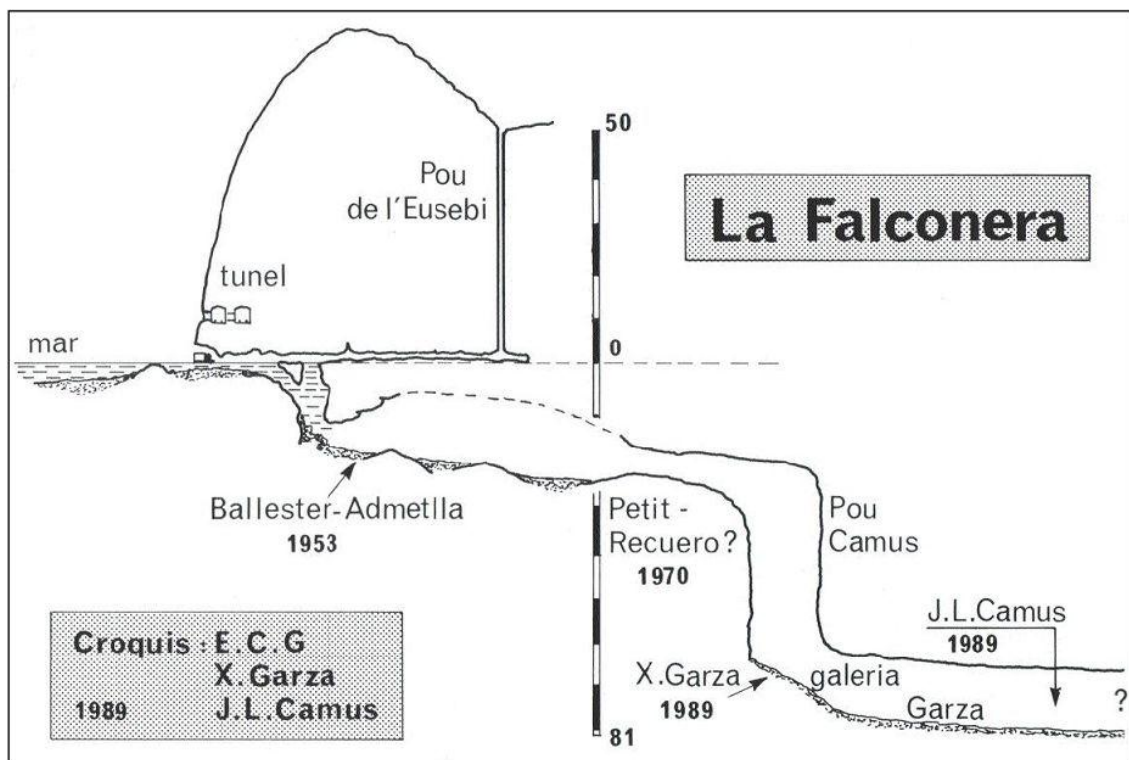 50
La Falconera
Pou
de l'Eusebi
tunel
mar
0
Ballester-Admetlla
1953
Petit -
Recuero?
1970
Pou
Camus
J.L.Camus
1989
X.Garza
1989
galeria
Garza
?
81
Croquis : E.C.G
X.Garza
1989 J.L.Camus